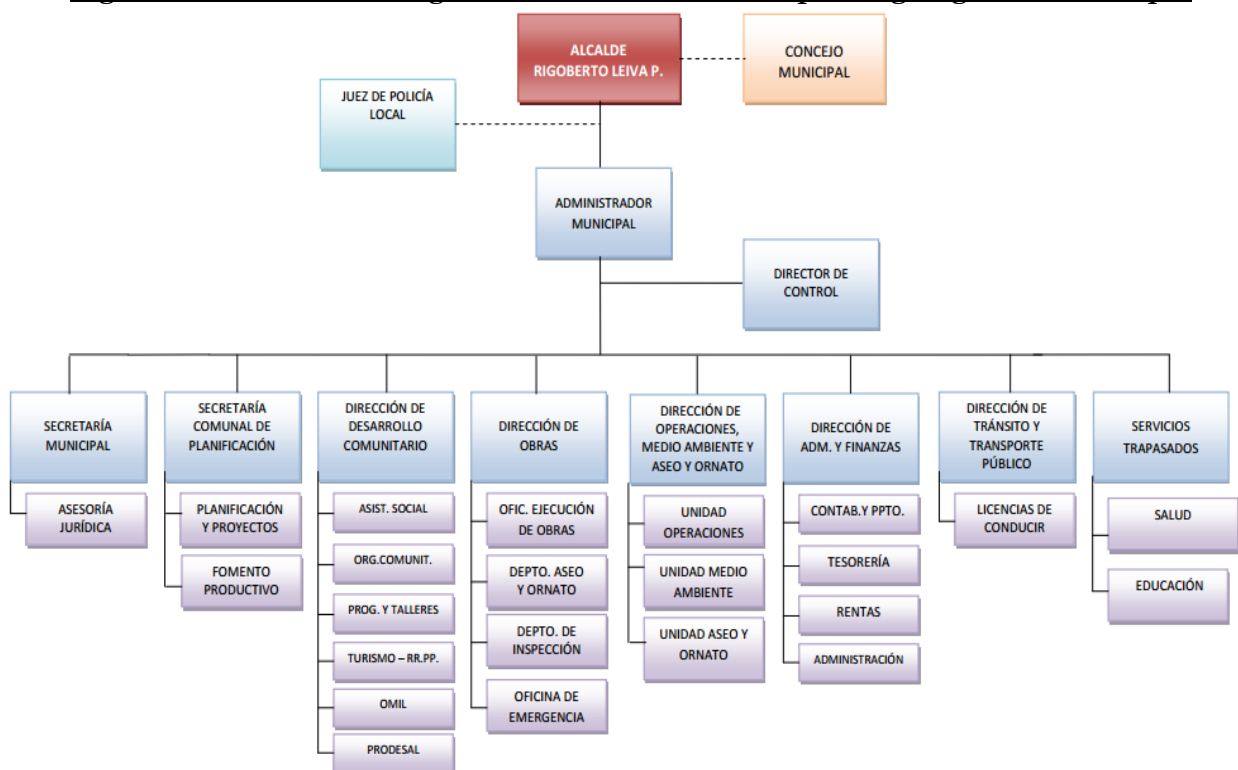 ALCALDE
RIGOBERTO LEIVA P.
CONCEJO
MUNICIPAL
JUEZ DE POLICÍA
LOCAL
ADMINISTRADOR
MUNICIPAL
DIRECTOR DE
CONTROL
SECRETARÍA
MUNICIPAL
ASESORÍA
JURÍDICA
SECRETARÍA
COMUNAL DE
PLANIFICACIÓN
PLANIFICACIÓN
Y PROYECTOS
FOMENTO
PRODUCTIVO
DIRECCIÓN DE
DESARROLLO
COMUNITARIO
ASIST. SOCIAL
ORG.COMUNIT.
PROG. Y TALLERES
TURISMO – RR.PP.
OMIL
PRODESAL
DIRECCIÓN DE
OBRAS
OFIC. EJECUCIÓN
DE OBRAS
DEPTO. ASEO
Y ORNATO
DEPTO. DE
INSPECCIÓN
OFICINA DE
EMERGENCIA
DIRECCIÓN DE
OPERACIONES,
MEDIO AMBIENTE Y
ASEO Y ORNATO
UNIDAD
OPERACIONES
UNIDAD MEDIO
AMBIENTE
UNIDAD ASEO Y
ORNATO
DIRECCIÓN DE
ADM. Y FINANZAS
CONTAB.Y PPTO.
TESORERÍA
RENTAS
ADMINISTRACIÓN
DIRECCIÓN DE
TRÁNSITO Y
TRANSPORTE
PÚBLICO
LICENCIAS DE
CONDUCIR
SERVICIOS
TRAPASADOS
SALUD
EDUCACIÓN